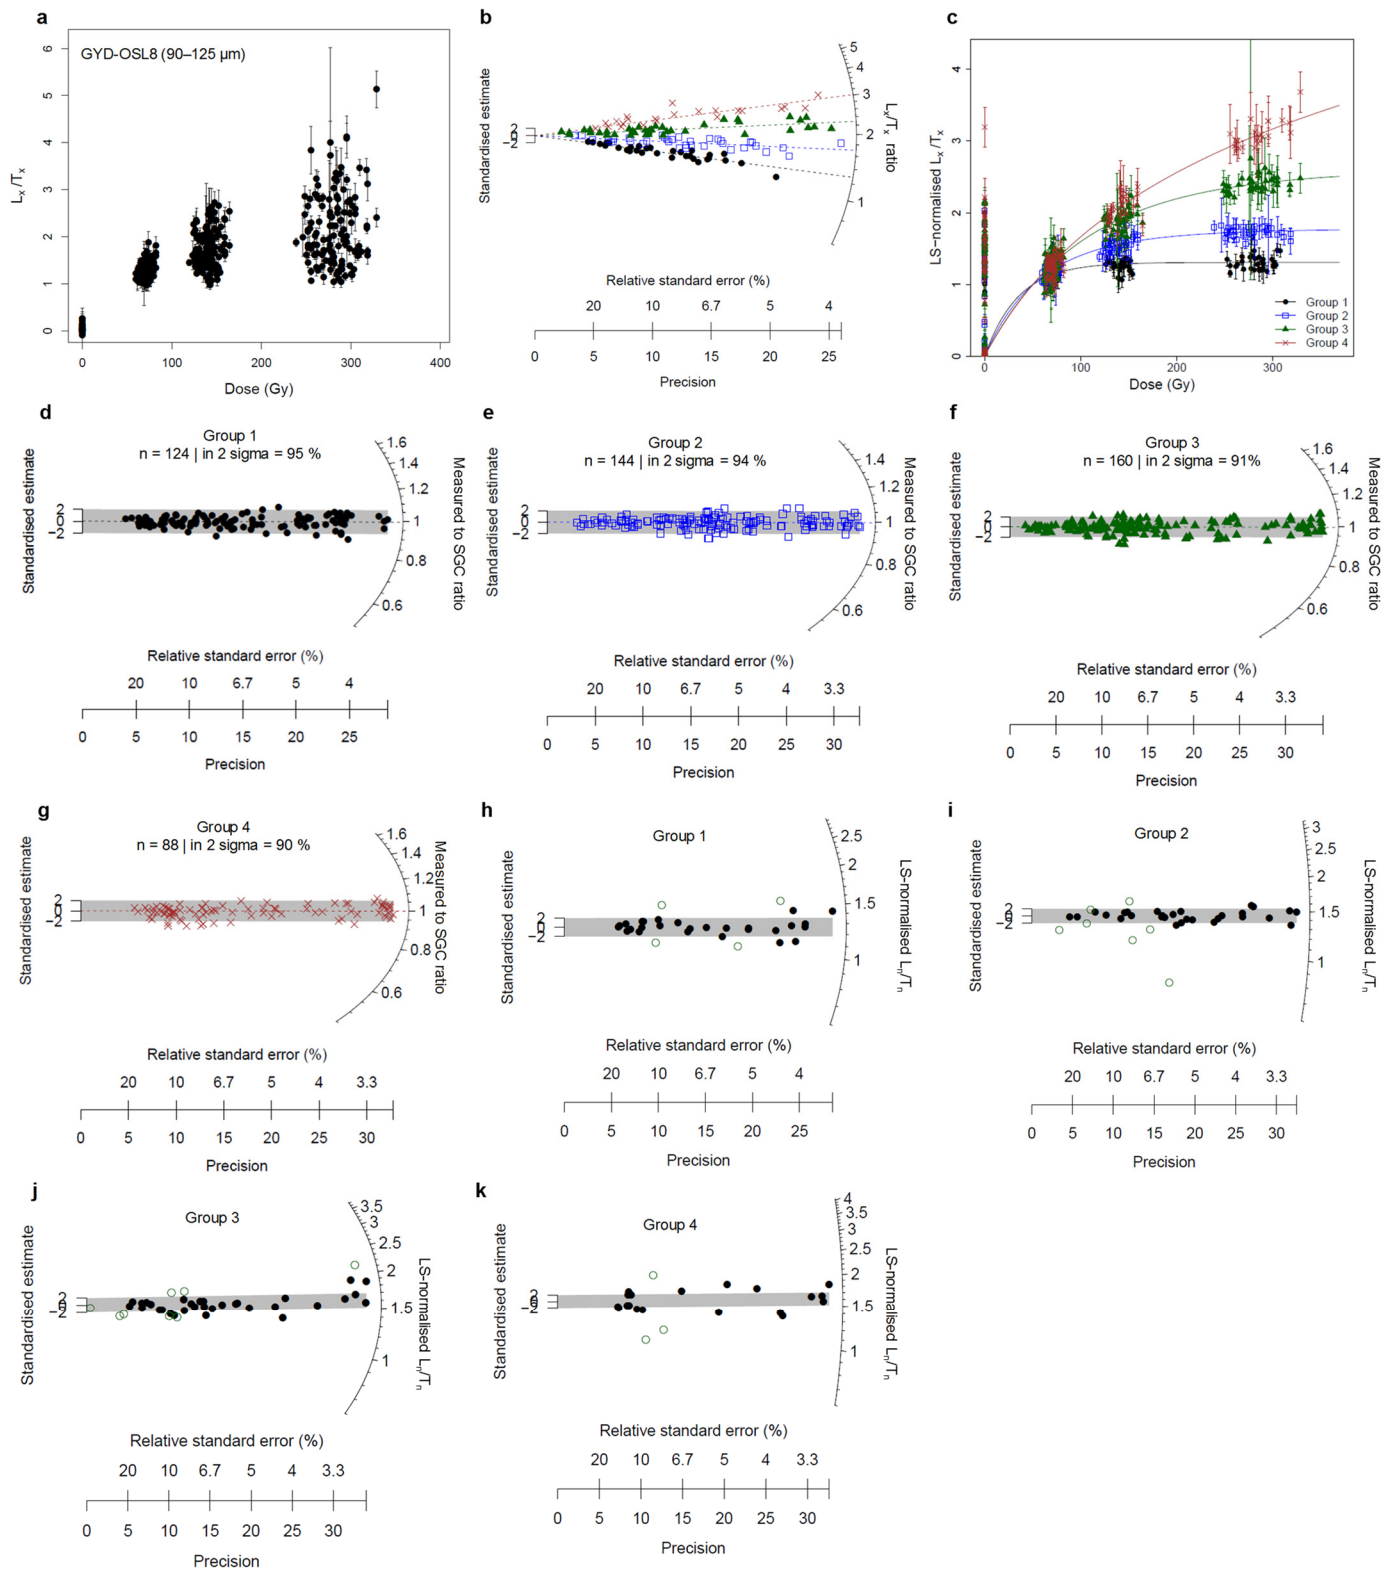 a
GYD-OSL8 (90–125 µm)
Lx /Tx
6
5
4
3
2
1
0
0 100 200 300 400
Dose (Gy)
b
Standardised estimate
2
0
−2
5
4
3
2
1
Lx/Tx ratio
Relative standard error (%)
20 10 6.7 5 4
0 5 10 15 20 25
Precision
c
LS−normalised Lx /Tx
4
3
2
1
0
0 100 200 300
Dose (Gy)
Group 1
Group 2
Group 3
Group 4
d
Group 1
n = 124 | in 2 sigma = 95 %
Standardised estimate
2
0
−2
1.6
1.4
1.2
1
0.8
0.6
Measured to SGC ratio
Relative standard error (%)
20 10 6.7 5 4
0 5 10 15 20 25
Precision
e
Group 2
n = 144 | in 2 sigma = 94 %
Standardised estimate
2
0
−2
1.4
1.2
1
0.8
0.6
Measured to SGC ratio
Relative standard error (%)
20 10 6.7 5 4 3.3
0 5 10 15 20 25 30
Precision
f
Group 3
n = 160 | in 2 sigma = 91%
Standardised estimate
2
0
−2
1.6
1.4
1.2
1
0.8
0.6
Measured to SGC ratio
Relative standard error (%)
20 10 6.7 5 4 3.3
0 5 10 15 20 25 30
Precision
g
Group 4
n = 88 | in 2 sigma = 90 %
Standardised estimate
2
0
−2
1.6
1.4
1.2
1
0.8
0.6
Measured to SGC ratio
Relative standard error (%)
20 10 6.7 5 4 3.3
0 5 10 15 20 25 30
Precision
h
Group 1
Standardised estimate
2
0
−2
2.5
2
1.5
1
LS-normalised Ln/Tn
Relative standard error (%)
20 10 6.7 5 4
0 5 10 15 20 25
Precision
i
Group 2
Standardised estimate
2
0
−2
3
2.5
2
1.5
1
LS-normalised Ln/Tn
Relative standard error (%)
20 10 6.7 5 4 3.3
0 5 10 15 20 25 30
Precision
j
Group 3
Standardised estimate
2
0
−2
3.5
3
2.5
2
1.5
1
LS-normalised Ln/Tn
Relative standard error (%)
20 10 6.7 5 4 3.3
0 5 10 15 20 25 30
Precision
k
Group 4
Standardised estimate
2
0
−2
4
3.5
3
2.5
2
1.5
1
LS-normalised Ln/Tn
Relative standard error (%)
20 10 6.7 5 4 3.3
0 5 10 15 20 25 30
Precision